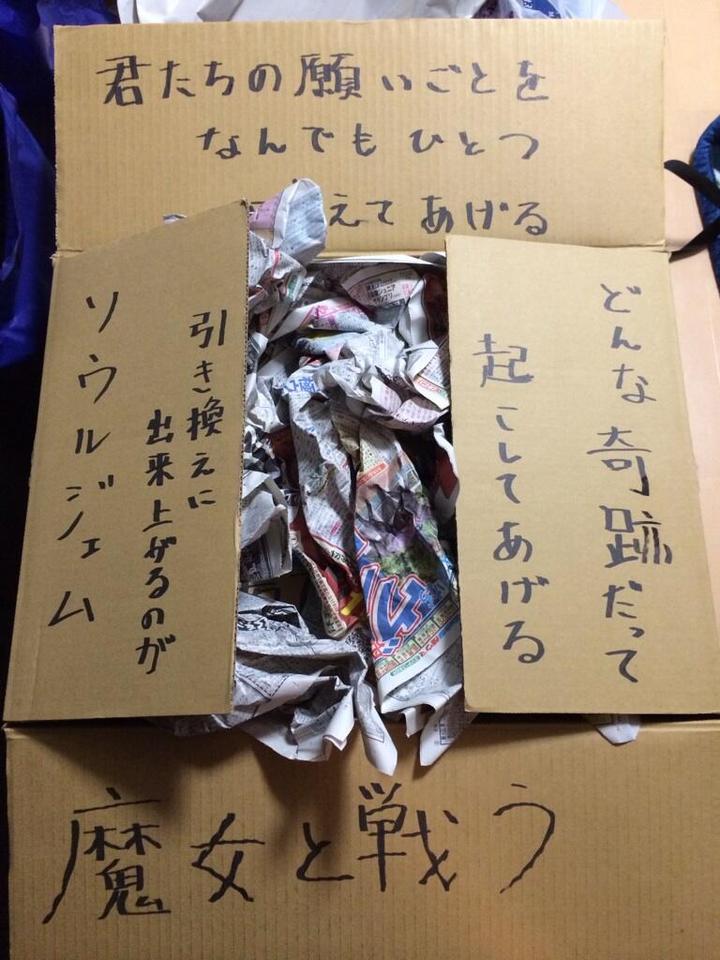 君たちの願いごとを
なんでもひとつ
えてあげる
どんな奇跡だって
起こしてあげる
引き換えに
出来上がるのが
ソウルジェム
魔女と戦う